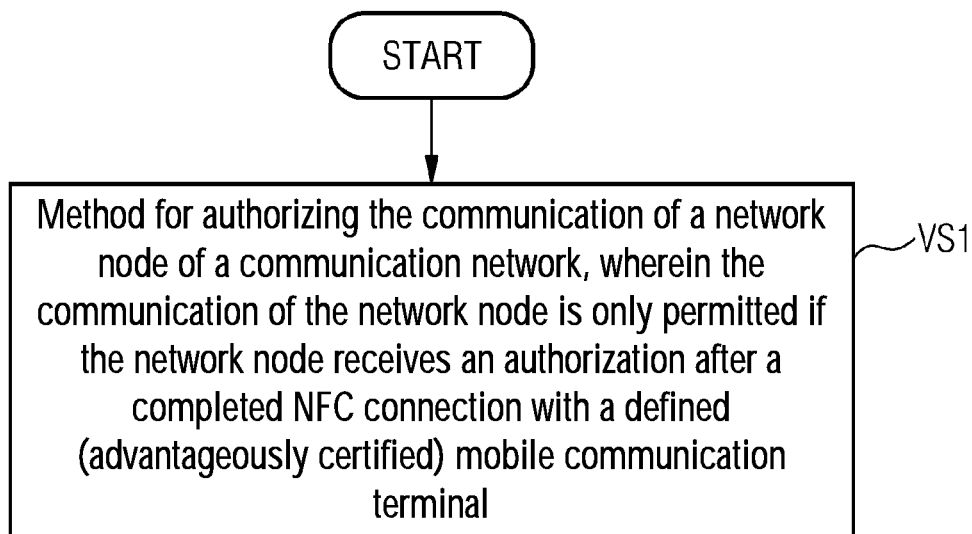 START
Method for authorizing the communication of a network
node of a communication network, wherein the
communication of the network node is only permitted if
the network node receives an authorization after a
completed NFC connection with a defined
(advantageously certified) mobile communication
terminal
VS1